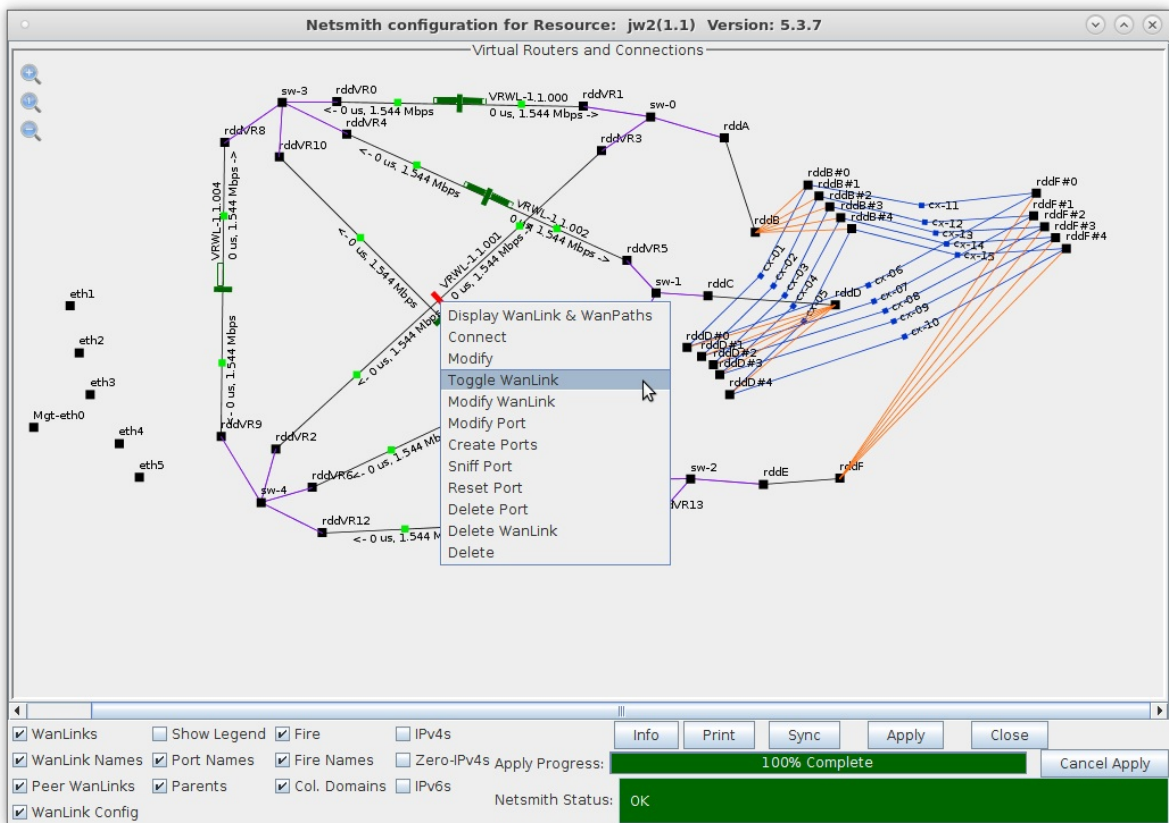 Netsmith configuration for Resource: jw2(1.1) Version: 5.3.7
Virtual Routers and Connections
sw-3
rddVR0
VRWL-1.1.000
rddVR1
<- 0 us, 1.544 Mbps
0 us, 1.544 Mbps ->
sw-0
rddVR8
rddVR4
rddVR10
rddVR3
rddA
<- 0 us, 1.544 Mbps
VRWL-1.1.004
0 us, 1.544 Mbps ->
VRWL-1.1.002
0 us, 1.544 Mbps ->
VRWL-1.1.001
0 us, 1.544 Mbps ->
<- 0 us, 1.544 Mbps
rddB#0
rddB#1
rddB#2
rddB#3
rddB#4
rddB
rddF#0
rddF#1
rddF#2
rddF#3
rddF#4
cx-11
cx-12
cx-13
cx-14
cx-15
cx-01
cx-02
cx-03
cx-04
cx-05
cx-06
cx-07
cx-08
cx-09
cx-10
rddVR5
sw-1
rddC
rddD
rddD#0
rddD#1
rddD#2
rddD#3
rddD#4
eth1
eth2
eth3
Mgt-eth0
eth4
eth5
<- 0 us, 1.544 Mbps
<- 0 us, 1.544 Mbps
rddVR9
rddVR2
rddVR6
<- 0 us, 1.544 Mb
sw-4
rddVR12
<- 0 us, 1.544 M
sw-2
rddE
rddF
VR13
Display WanLink & WanPaths
Connect
Modify
Toggle WanLink
Modify WanLink
Modify Port
Create Ports
Sniff Port
Reset Port
Delete Port
Delete WanLink
Delete
WanLinks
Show Legend
Fire
IPv4s
Info
Print
Sync
Apply
Close
WanLink Names
Port Names
Fire Names
Zero-IPv4s
Apply Progress:
100% Complete
Cancel Apply
Peer WanLinks
Parents
Col. Domains
IPv6s
Netsmith Status:
OK
WanLink Config